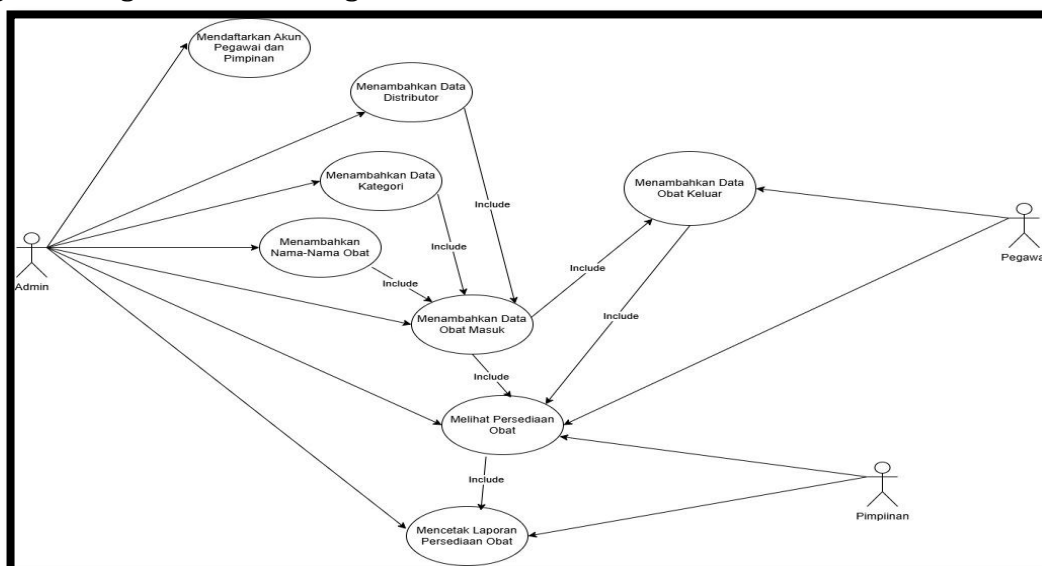 Mendaftarkan Akun
Pegawai dan
Pimpinan
Menambahkan Data
Distributor
Menambahkan Data
Kategori
Menambahkan Data
Obat Keluar
Include
Menambahkan
Nama-Nama Obat
Include
Include
Include
Admin
Pegawa
Menambahkan Data
Obat Masuk
Include
Include
Melihat Persediaan
Obat
Include
Pimpiinan
Mencetak Laporan
Persediaan Obat